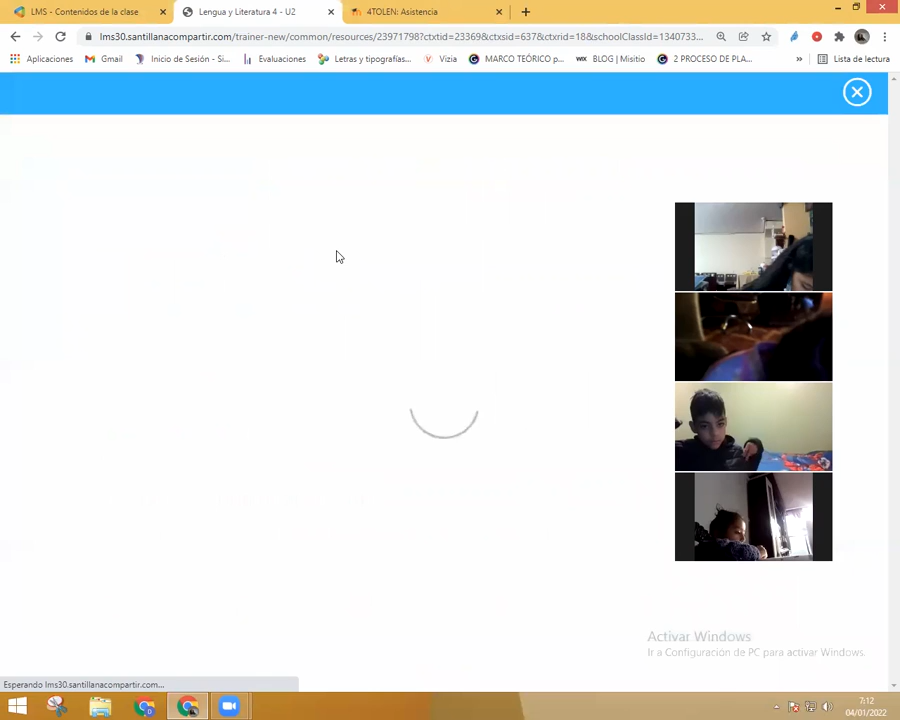 LMS - Contenidos de la clase
Lengua y Literatura 4 - U2
4TOLEN: Asistencia
lms30.santillanacompartir.com/trainer-new/common/resources/23971798?ctxtid=23369&ctxsid=637&ctxrid=18&schoolClassId=1340733...
Aplicaciones
Gmail
Inicio de Sesión - Si...
Evaluaciones
Letras y tipografías...
Vizia
MARCO TEÓRICO p...
WIX
BLOG | Misitio
2 PROCESO DE PLA...
»
Lista de lectura
Activar Windows
Ir a Configuración de PC para activar Windows.
Esperando lms30.santillanacompartir.com...
7:12
04/01/2022